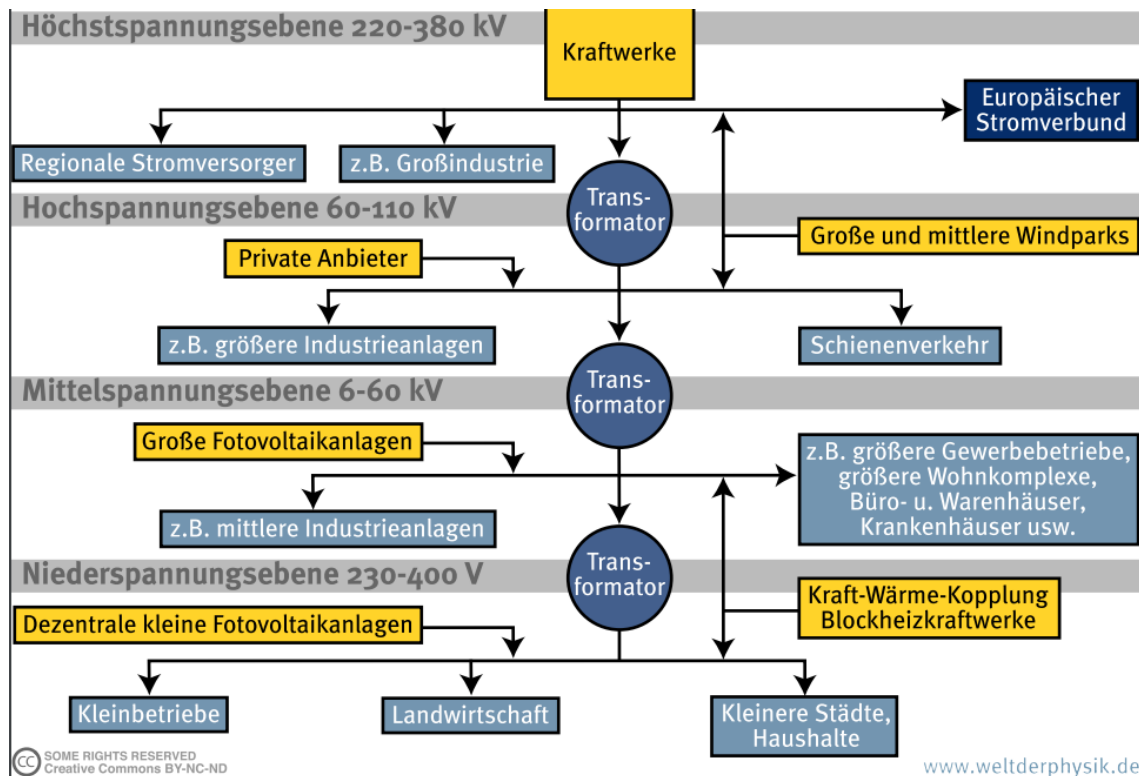 Höchstspannungsebene 220-380 kV
Kraftwerke
Europäischer
Stromverbund
Regionale Stromversorger
z.B. Großindustrie
Trans-
formator
Hochspannungsebene 60-110 kV
Große und mittlere Windparks
Private Anbieter
z.B. größere Industrieanlagen
Schienenverkehr
Trans-
formator
Mittelspannungsebene 6-60 kV
Große Fotovoltaikanlagen
z.B. größere Gewerbebetriebe,
größere Wohnkomplexe,
Büro- u. Warenhäuser,
Krankenhäuser usw.
z.B. mittlere Industrieanlagen
Trans-
formator
Niederspannungsebene 230-400 V
Kraft-Wärme-Kopplung
Blockheizkraftwerke
Dezentrale kleine Fotovoltaikanlagen
Kleinbetriebe
Landwirtschaft
Kleinere Städte,
Haushalte
cc SOME RIGHTS RESERVED
Creative Commons BY-NC-ND
www.weltderphysik.de